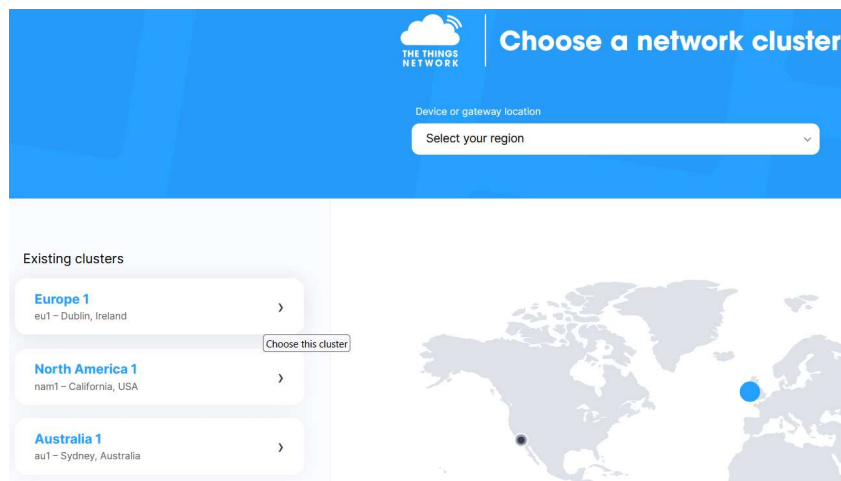 THE THINGS
NETWORK
Choose a network cluster
Device or gateway location
Select your region
Existing clusters
Europe 1
eu1 – Dublin, Ireland
Choose this cluster
North America 1
nam1 – California, USA
Australia 1
au1 – Sydney, Australia